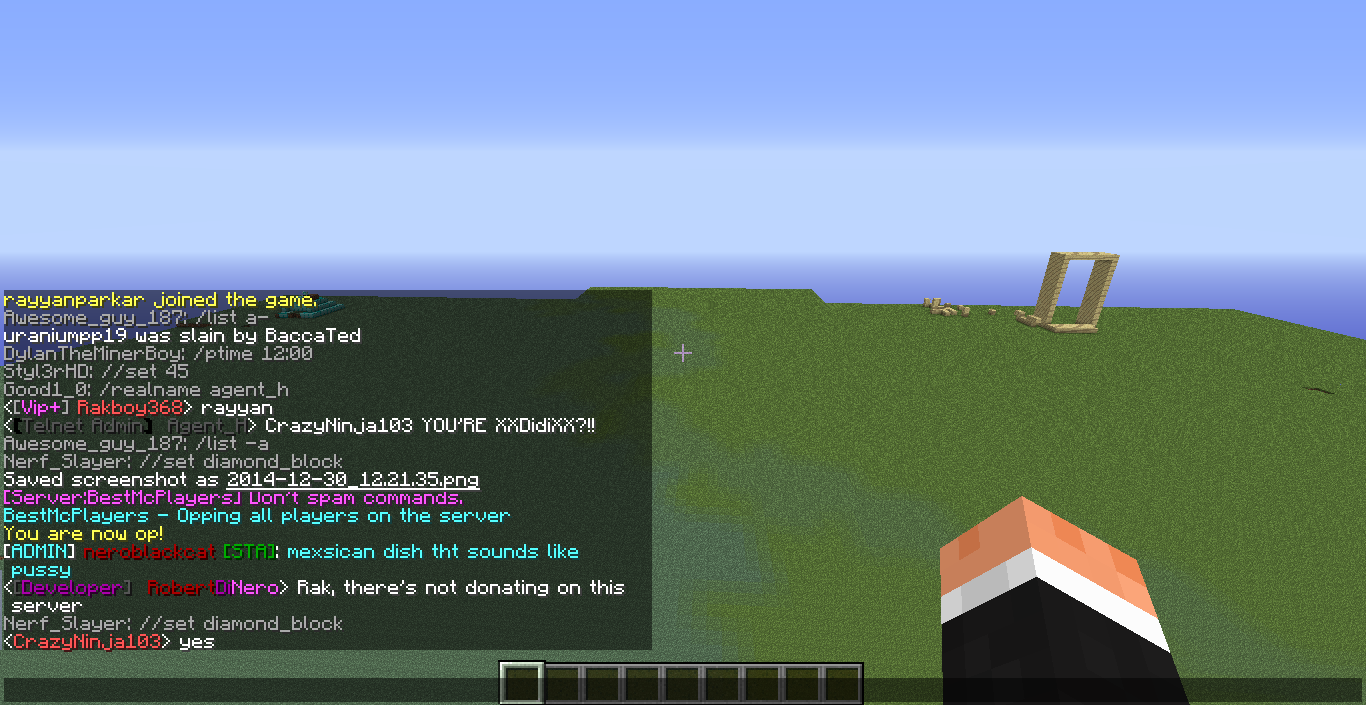 rayyanparkar joined the game.
Awesome_guy_187: /list a-
uraniumpp19 was slain by BaccaTed
DylanTheMinerBoy: /ptime 12:00
Styl3rHD: //set 45
Good1_0: /realname agent_h
<[Vip+] Rakboy368> rayyan
<[Telnet Admin] Agent_H> CrazyNinja103 YOU'RE XXDidiXX?!!
Awesome_guy_187: /list -a
Nerf_Slayer: //set diamond_block
Saved screenshot as 2014-12-30_12.21.35.png
[Server:BestMcPlayers] Don't spam commands.
BestMcPlayers - Opping all players on the server
You are now op!
[ADMIN] neroblackcat [STA]: mexsican dish tht sounds like
pussy
<[Developer] RobertDiNero> Rak, there's not donating on this
server
Nerf_Slayer: //set diamond_block
<CrazyNinja103> yes